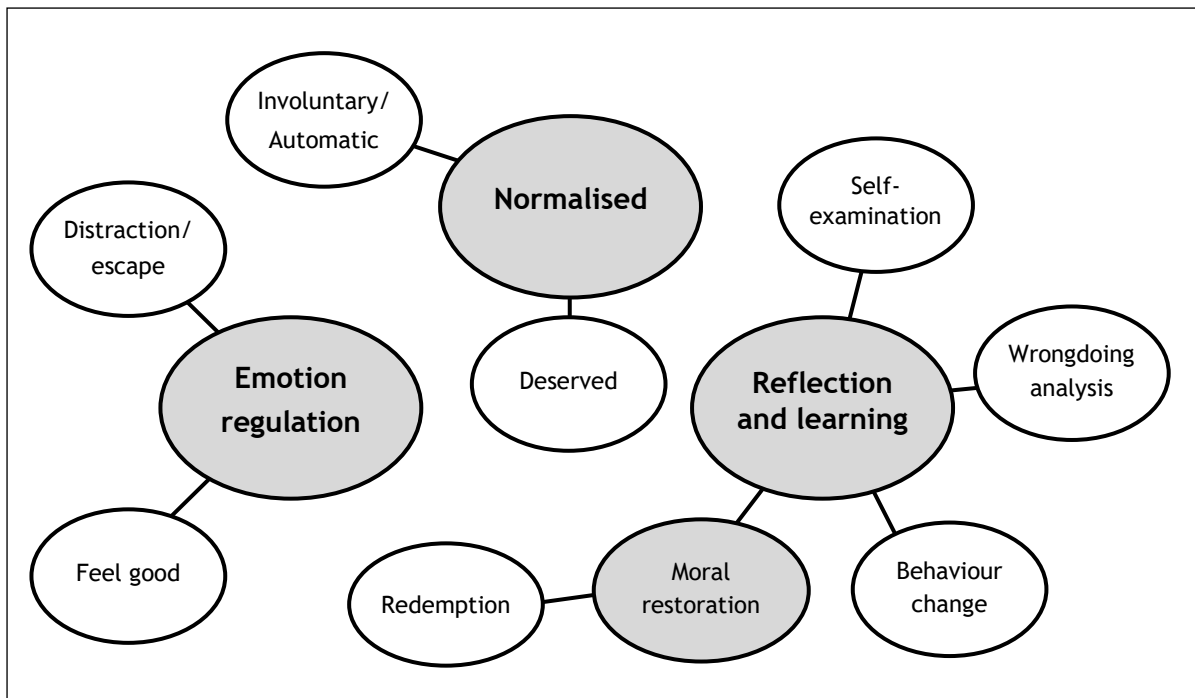 Involuntary/
Automatic
Normalised
Self-
examination
Distraction/
escape
Emotion
regulation
Deserved
Reflection
and learning
Wrongdoing
analysis
Feel good
Redemption
Moral
restoration
Behaviour
change